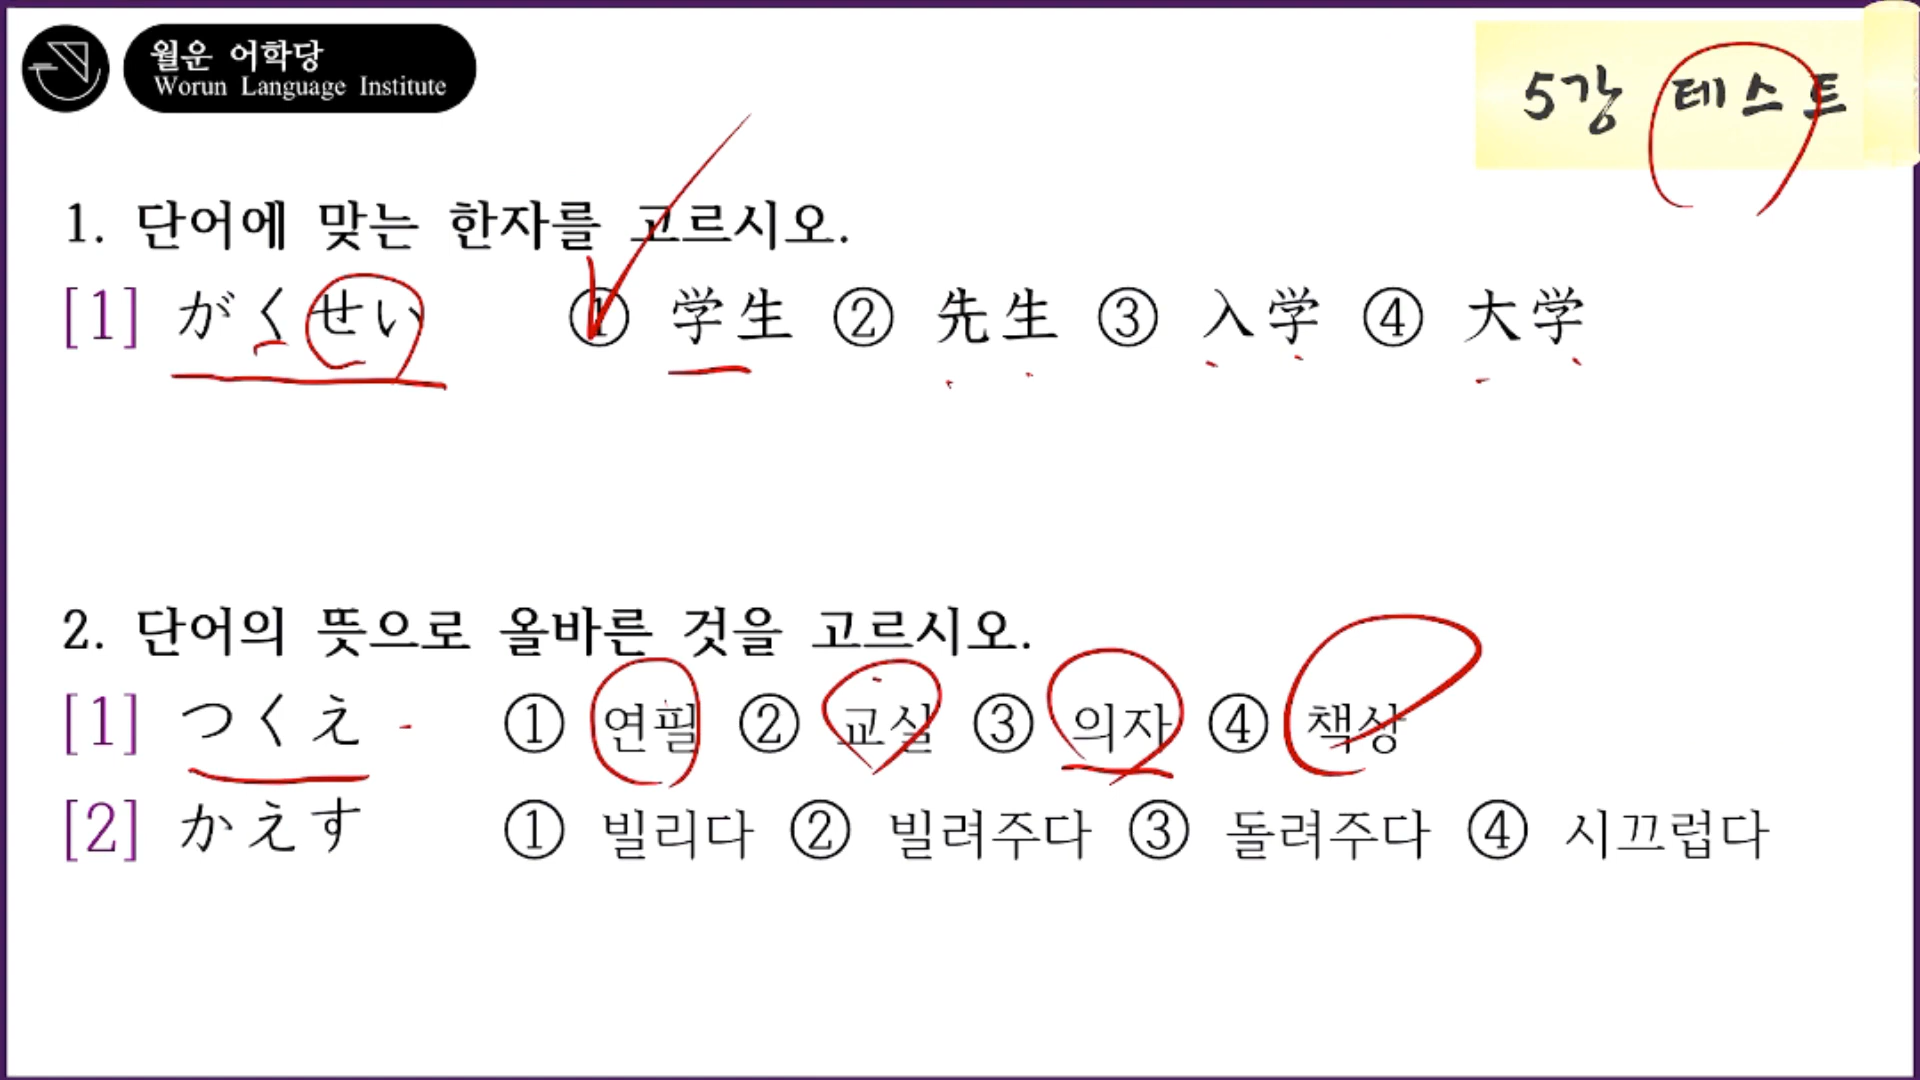 월운 어학당
Worun Language Institute
5강 테스트
1. 단어에 맞는 한자를 고르시오.
[1] がくせい ① 学生 ② 先生 ③ 入学 ④ 大学
2. 단어의 뜻으로 올바른 것을 고르시오.
[1] つくえ ① 연필 ② 교실 ③ 의자 ④ 책상
[2] かえす ① 빌리다 ② 빌려주다 ③ 돌려주다 ④ 시끄럽다